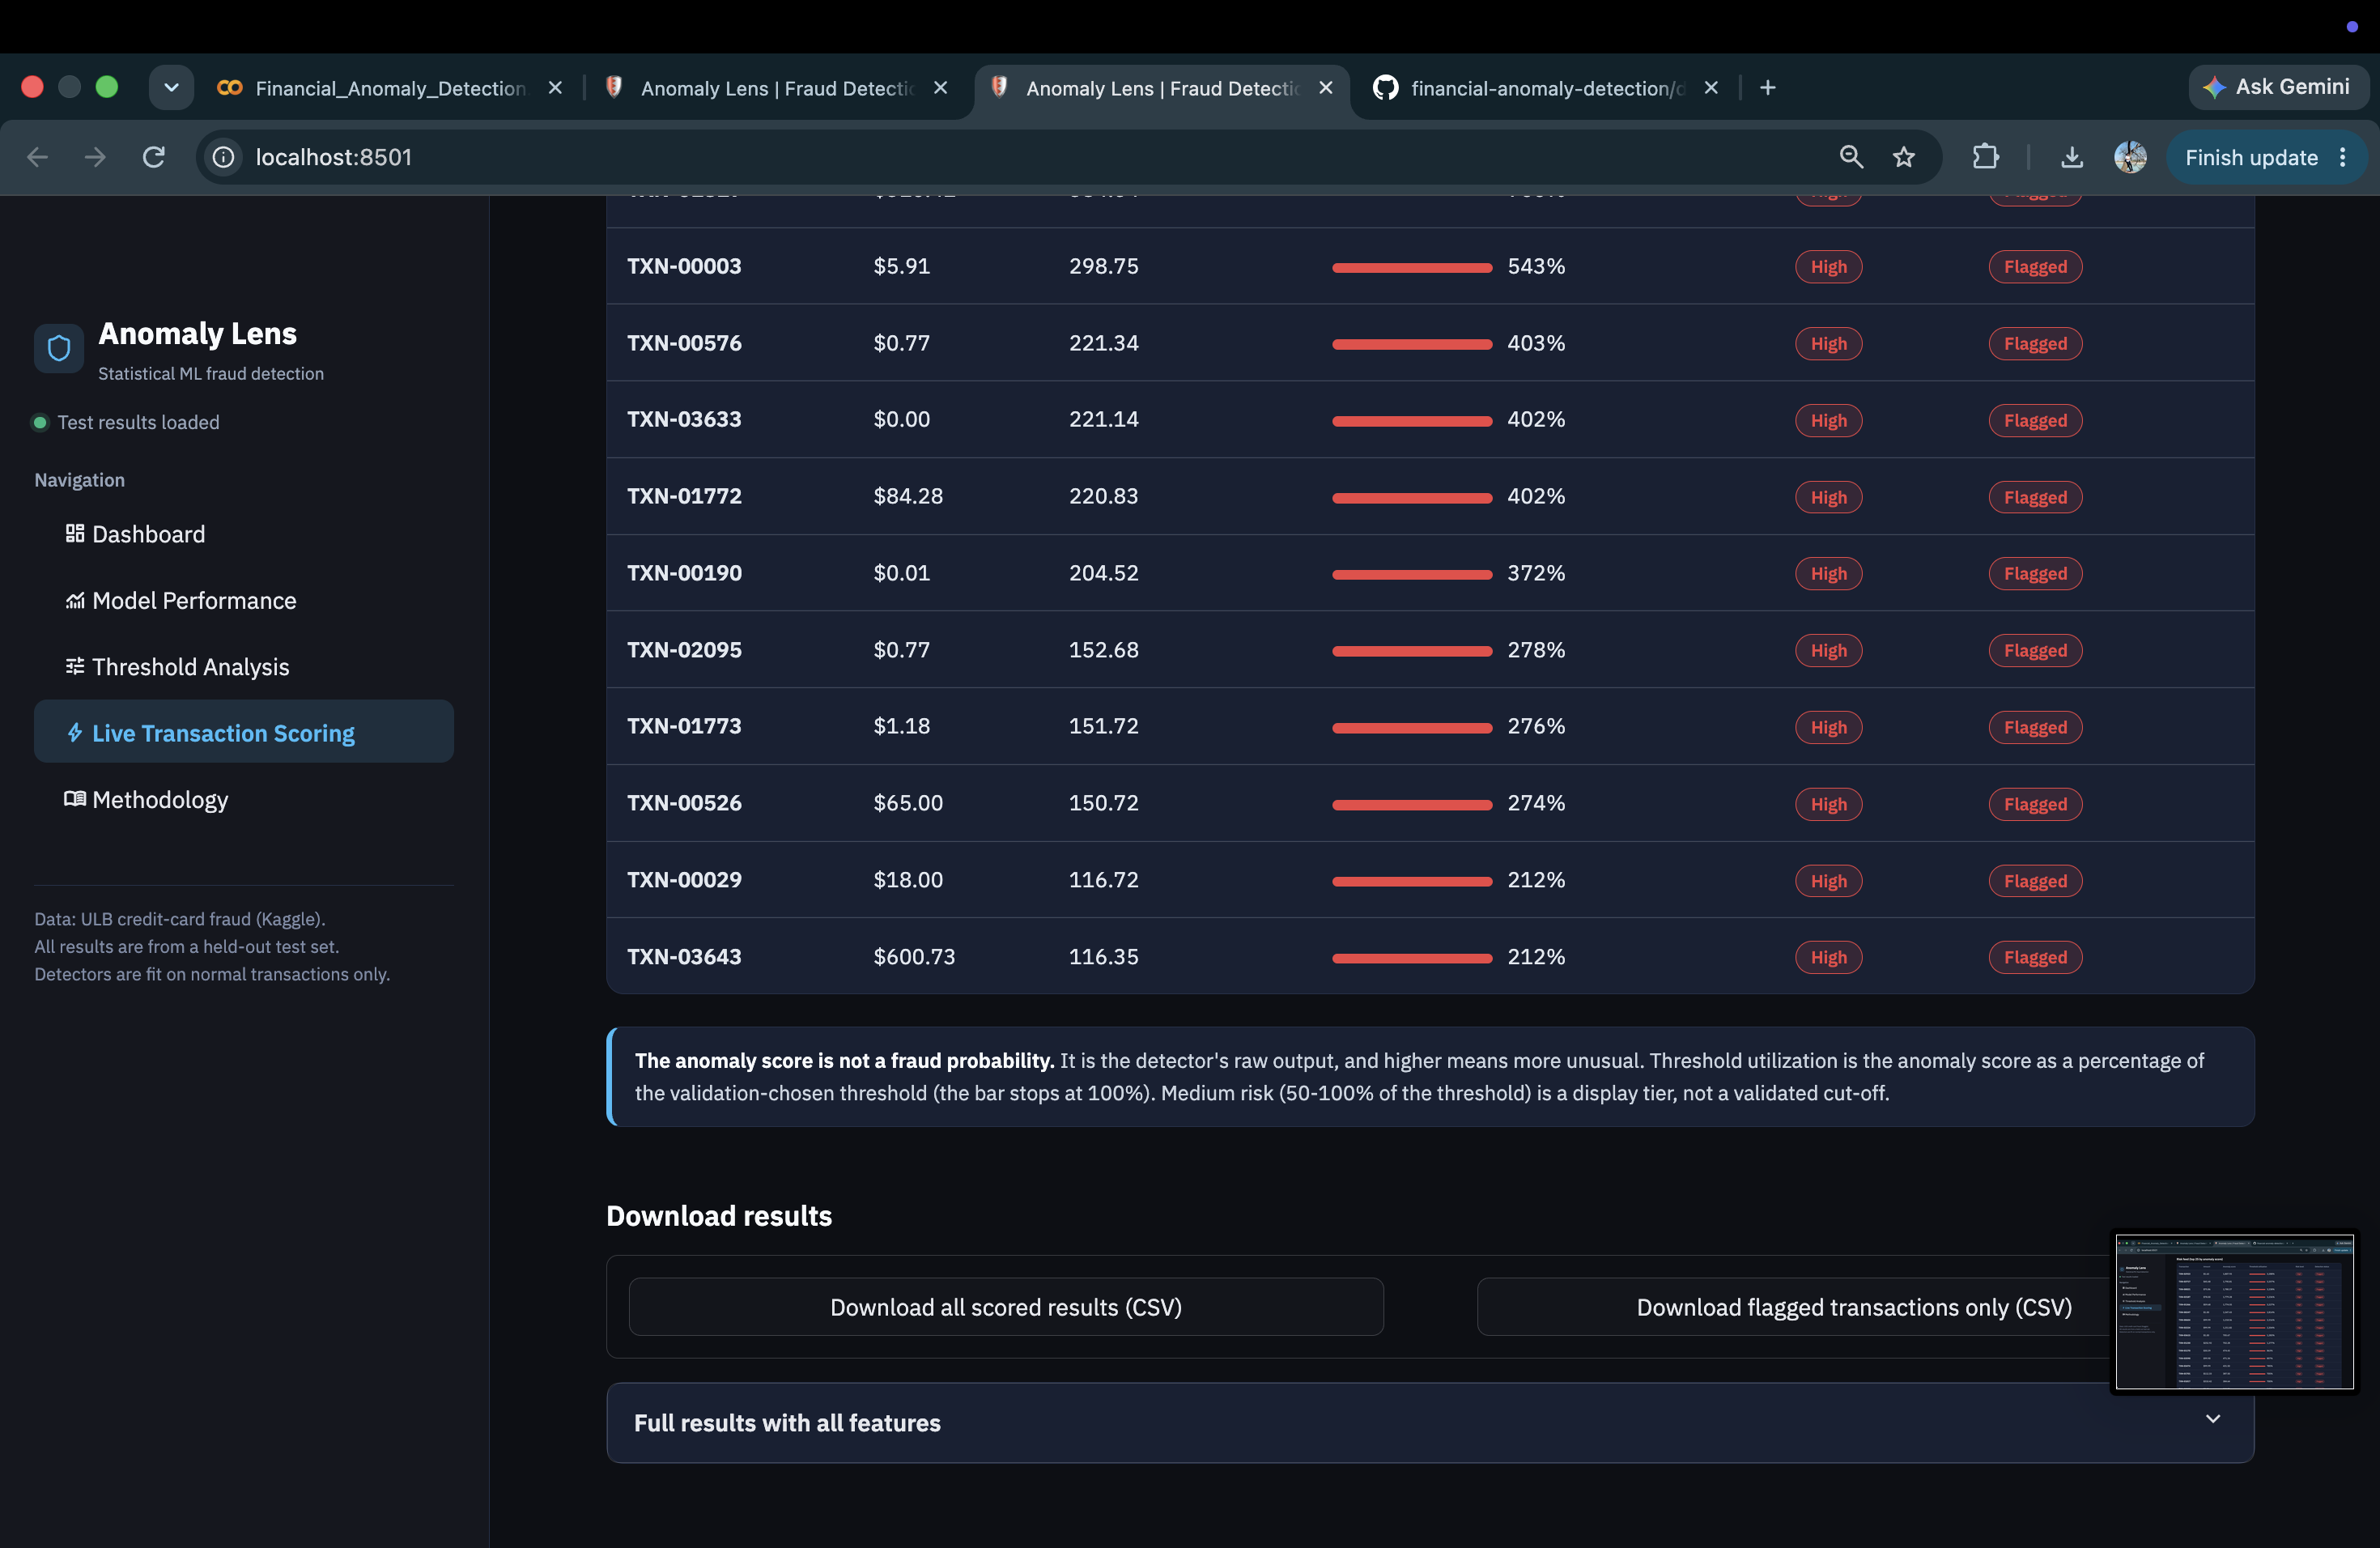 Financial_Anomaly_Detection
Anomaly Lens | Fraud Detectio
Anomaly Lens | Fraud Detectio
financial-anomaly-detection/d
Ask Gemini
localhost:8501
Finish update
Anomaly Lens
Statistical ML fraud detection
Test results loaded
Navigation
Dashboard
Model Performance
Threshold Analysis
Live Transaction Scoring
Methodology
Data: ULB credit-card fraud (Kaggle).
All results are from a held-out test set.
Detectors are fit on normal transactions only.
TXN-00003 $5.91 298.75 543% High Flagged
TXN-00576 $0.77 221.34 403% High Flagged
TXN-03633 $0.00 221.14 402% High Flagged
TXN-01772 $84.28 220.83 402% High Flagged
TXN-00190 $0.01 204.52 372% High Flagged
TXN-02095 $0.77 152.68 278% High Flagged
TXN-01773 $1.18 151.72 276% High Flagged
TXN-00526 $65.00 150.72 274% High Flagged
TXN-00029 $18.00 116.72 212% High Flagged
TXN-03643 $600.73 116.35 212% High Flagged
The anomaly score is not a fraud probability. It is the detector's raw output, and higher means more unusual. Threshold utilization is the anomaly score as a percentage of
the validation-chosen threshold (the bar stops at 100%). Medium risk (50-100% of the threshold) is a display tier, not a validated cut-off.
Download results
Download all scored results (CSV)
Download flagged transactions only (CSV)
Full results with all features